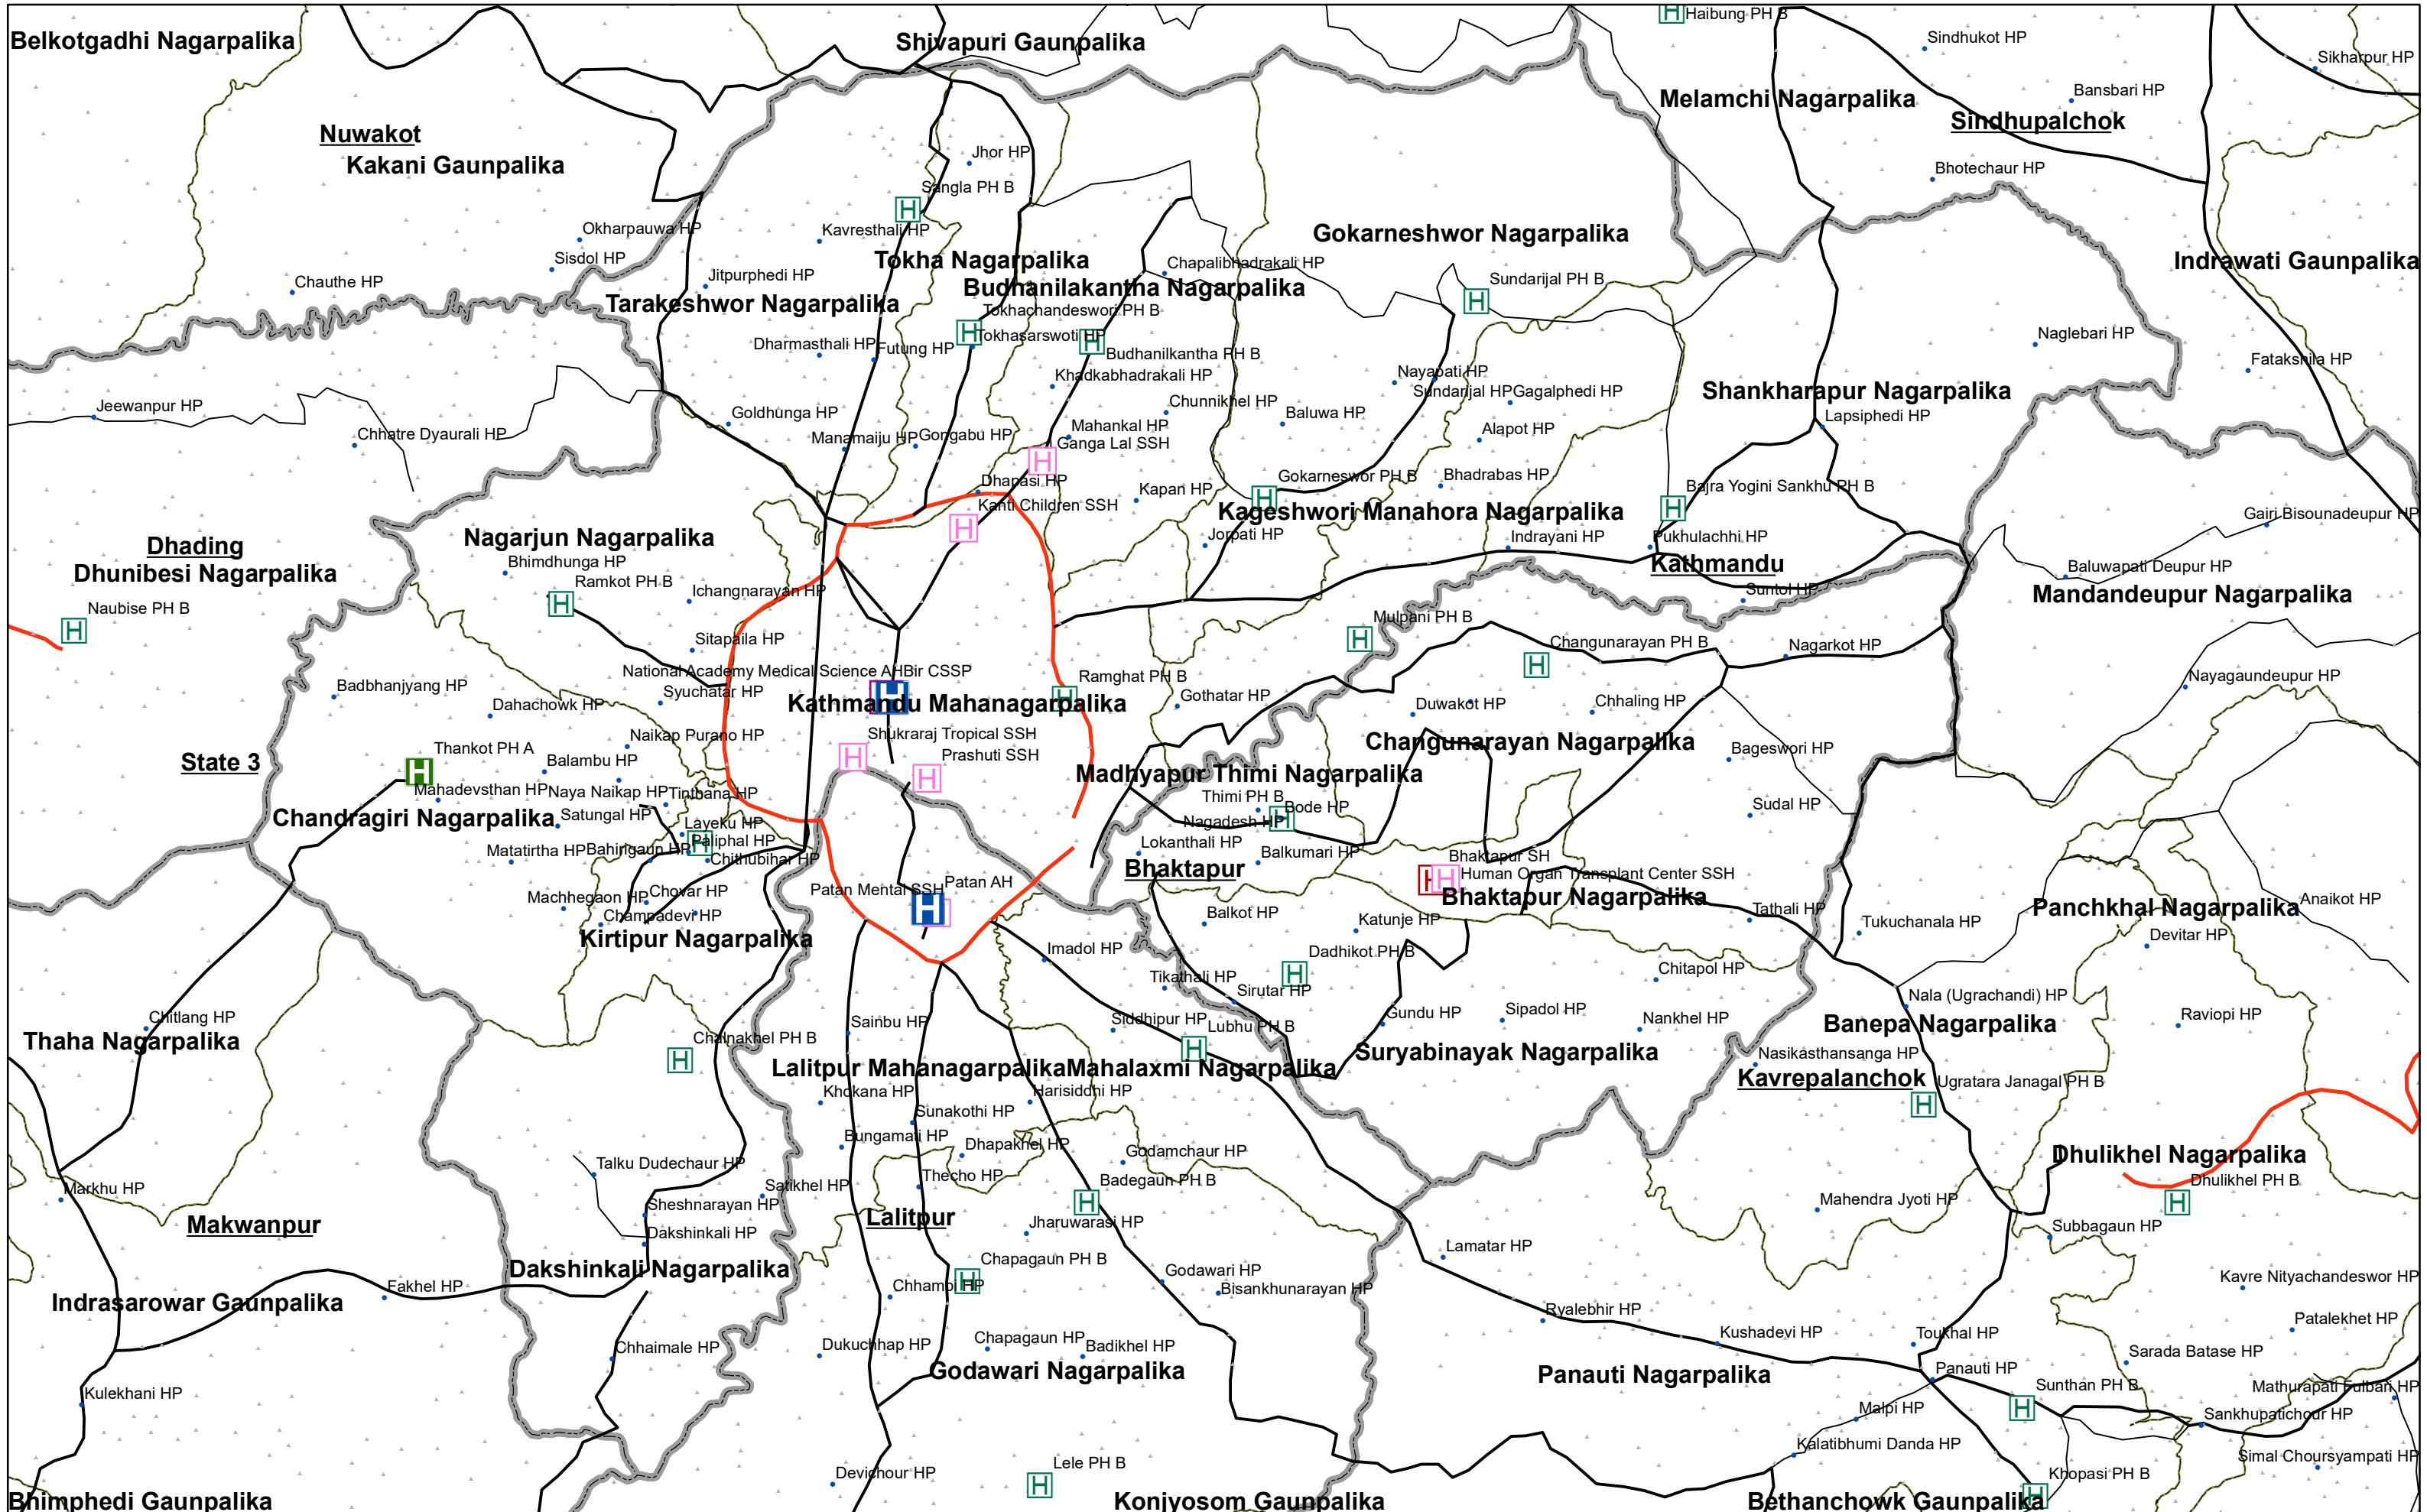 Haibung PH B
Belkotgadhi Nagarpalika
Shivapuri Gaunpalika
Sindhukot HP
Sikharpur HP
Bansbari HP
Melamchi Nagarpalika
Sindhupalchok
Nuwakot
Kakani Gaunpalika
Jhor HP
Bhotechaur HP
Sangla PH B
Okharpauwa HP
Kavresthali HP
Gokarneshwor Nagarpalika
Sisdol HP
Tokha Nagarpalika
Chapalibhadrakali HP
Indrawati Gaunpalika
Chauthe HP
Jitpurphedi HP
Sundarijal PH B
Budhanilakantha Nagarpalika
Tarakeshwor Nagarpalika
Tokhachandeswori PH B
Tokhasarswoti HP
Naglebari HP
Dharmasthali HP
Futung HP
Budhanilkantha PH B
Fatakshila HP
Khadkabhadrakali HP
Nayapati HP
Sundarijal HP
Gagalphedi HP
Shankharapur Nagarpalika
Jeewanpur HP
Goldhunga HP
Chunnikhel HP
Baluwa HP
Lapsiphedi HP
Chhatre Dyaurali HP
Manamaiju HP
Gongabu HP
Mahankal HP
Alapot HP
Ganga Lal SSH
Dhapasi HP
Kapan HP
Gokarneswor PH B
Bhadrabas HP
Bajra Yogini Sankhu PH B
Kanti Children SSH
Kageshwori Manahora Nagarpalika
Gairi Bisounadeupur HP
Nagarjun Nagarpalika
Jorpati HP
Indrayani HP
Pukhulachhi HP
Dhading
Bhimdhunga HP
Kathmandu
Dhunibesi Nagarpalika
Ramkot PH B
Ichangnarayan HP
Baluwapati Deupur HP
Suntol HP
Mandandeupur Nagarpalika
Naubise PH B
Mulpani PH B
Sitapaila HP
Changunarayan PH B
Nagarkot HP
National Academy Medical Science AH
Bir CSSP
Ramghat PH B
Nayagaundeupur HP
Badbhanjyang HP
Syuchatar HP
Gothatar HP
Dahachowk HP
Kathmandu Mahanagarpalika
Duwakot HP
Chhaling HP
Naikap Purano HP
Shukraraj Tropical SSH
Changunarayan Nagarpalika
Thankot PH A
Prashuti SSH
Bageswori HP
State 3
Balambu HP
Madhyapur Thimi Nagarpalika
Mahadevsthan HP
Naya Naikap HP
Tinthana HP
Thimi PH B
Bode HP
Sudal HP
Chandragiri Nagarpalika
Satungal HP
Layeku HP
Nagadesh HP
Paliphal HP
Lokanthali HP
Matatirtha HP
Bahirigaun HP
Chithubihar HP
Balkumari HP
Bhaktapur SH
Bhaktapur
Human Organ Transplant Center SSH
Machhegaon HP
Chovar HP
Patan Mental SSH
Patan AH
Bhaktapur Nagarpalika
Anaikot HP
Champadevi HP
Balkot HP
Katunje HP
Tathali HP
Tukuchanala HP
Panchkhal Nagarpalika
Kirtipur Nagarpalika
Devitar HP
Imadol HP
Dadhikot PH B
Tikathali HP
Chitapol HP
Sirutar HP
Nala (Ugrachandi) HP
Chitlang HP
Sainbu HP
Siddhipur HP
Lubhu PH B
Gundu HP
Sipadol HP
Nankhel HP
Raviopi HP
Thaha Nagarpalika
Chalnakhel PH B
Banepa Nagarpalika
Suryabinayak Nagarpalika
Nasikasthansanga HP
Lalitpur Mahanagarpalika
Mahalaxmi Nagarpalika
Kavrepalanchok
Ugratara Janagal PH B
Khokana HP
Harisiddhi HP
Sunakothi HP
Bungamati HP
Dhapakhel HP
Godamchaur HP
Dhulikhel Nagarpalika
Talku Dudechaur HP
Thecho HP
Badegaun PH B
Dhulikhel PH B
Markhu HP
Satikhel HP
Sheshnarayan HP
Mahendra Jyoti HP
Makwanpur
Lalitpur
Jharuwarasi HP
Subbagaun HP
Dakshinkali HP
Lamatar HP
Dakshinkali Nagarpalika
Chapagaun PH B
Godawari HP
Kavre Nityachandeswor HP
Fakhel HP
Chhampi HP
Bisankhunarayan HP
Indrasarowar Gaunpalika
Ryalebhir HP
Patalekhet HP
Chhaimale HP
Dukuchhap HP
Chapagaun HP
Badikhel HP
Kushadevi HP
Toukhal HP
Sarada Batase HP
Godawari Nagarpalika
Panauti Nagarpalika
Panauti HP
Kulekhani HP
Sunthan PH B
Mathurapati Fulbari HP
Malpi HP
Sankhupatichour HP
Kalatibhumi Danda HP
Simal Choursyampati HP
Devichour HP
Lele PH B
Khopasi PH B
Bhimphedi Gaunpalika
Konjyosom Gaunpalika
Bethanchowk Gaunpalika